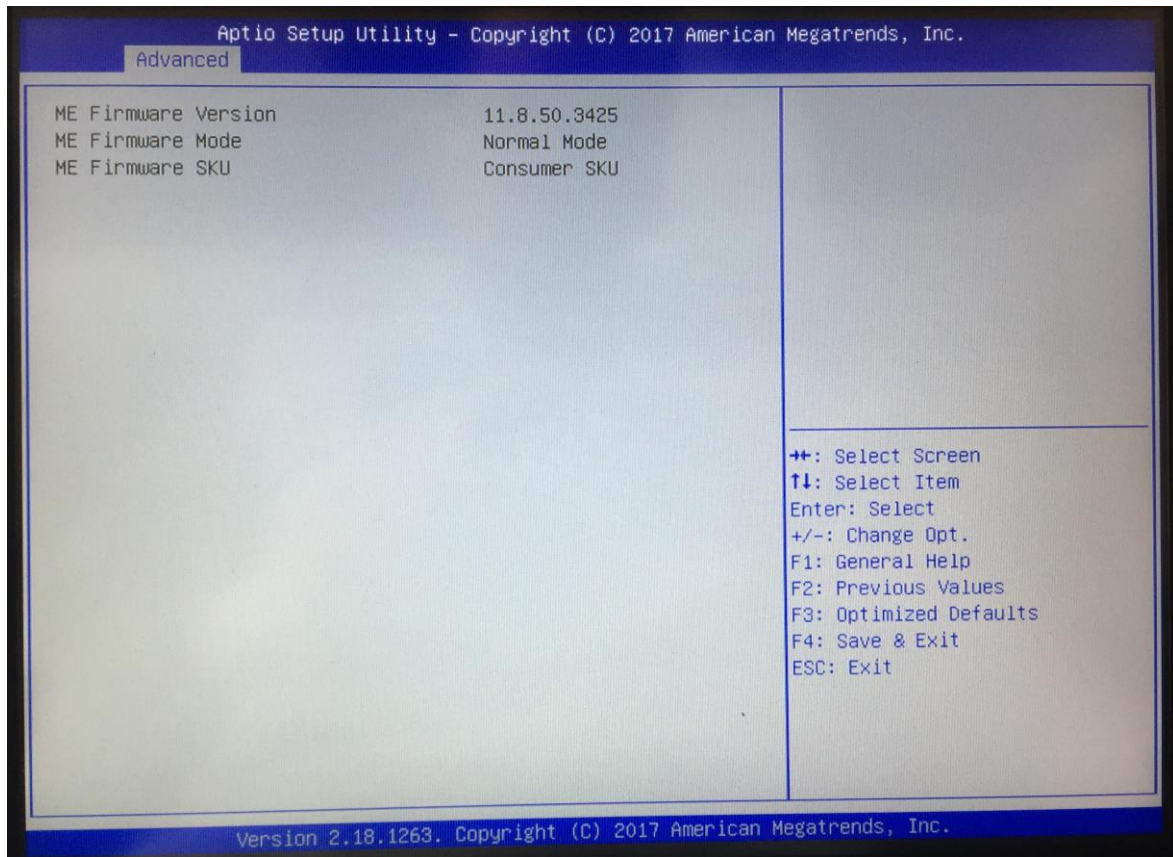 Aptio Setup Utility – Copyright (C) 2017 American Megatrends, Inc.
Advanced
ME Firmware Version 11.8.50.3425
ME Firmware Mode Normal Mode
ME Firmware SKU Consumer SKU
→←: Select Screen
↑↓: Select Item
Enter: Select
+/-: Change Opt.
F1: General Help
F2: Previous Values
F3: Optimized Defaults
F4: Save & Exit
ESC: Exit
Version 2.18.1263. Copyright (C) 2017 American Megatrends, Inc.